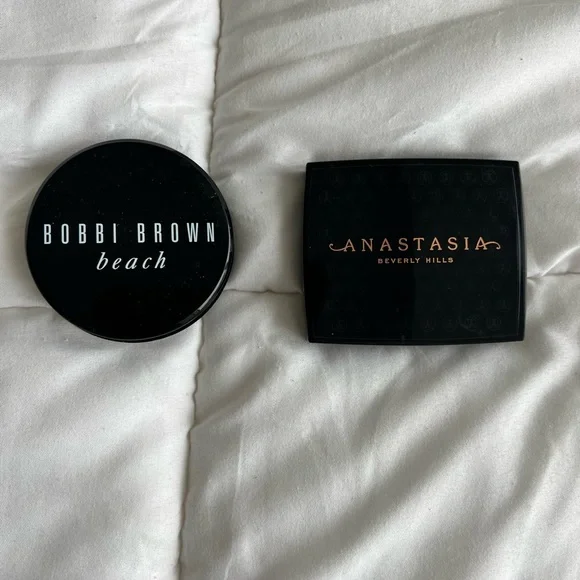 BOBBI BROWN
beach
ANASTASIA
BEVERLY HILLS